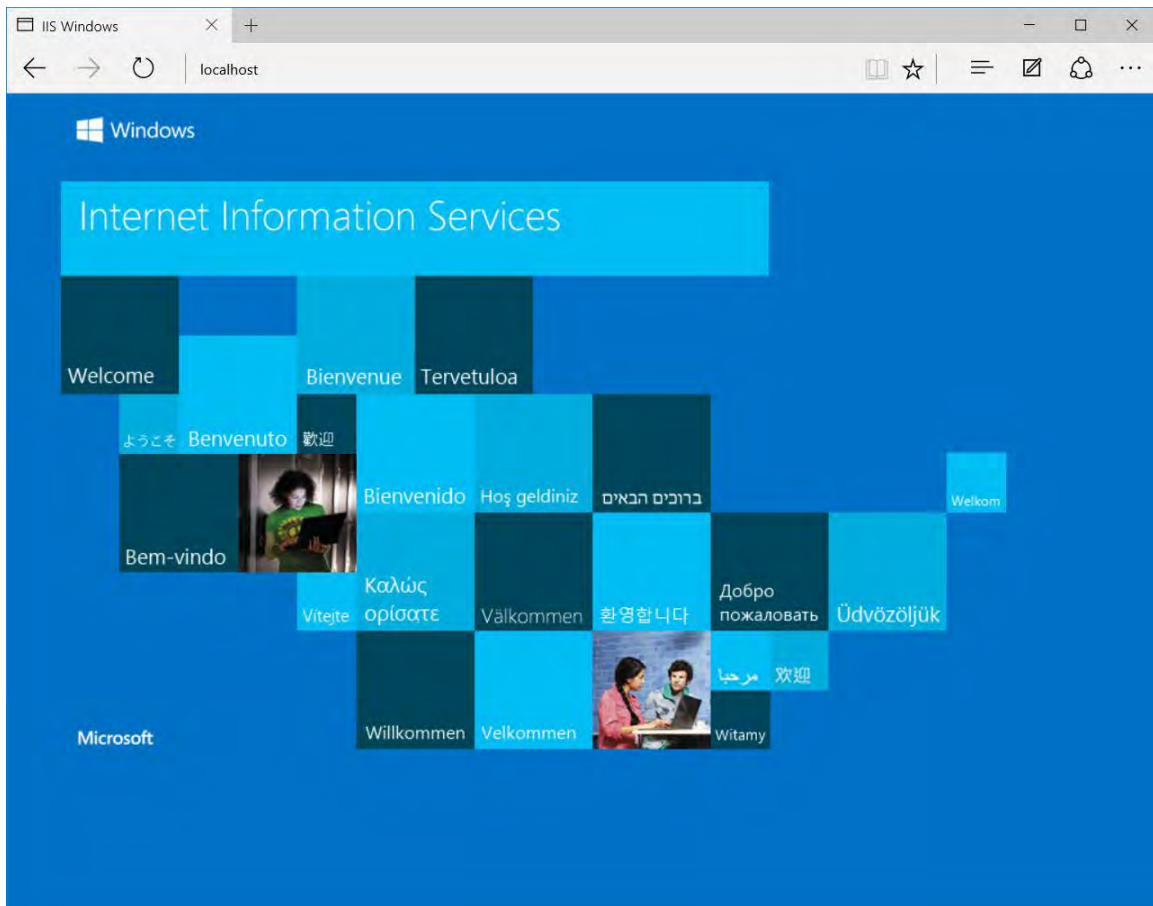 IIS Windows
localhost
Windows
Internet Information Services
Welcome
Bienvenue
Tervetuloa
ようこそ
Benvenuto
歡迎
Bienvenido
Hoş geldiniz
ברוכים הבאים
Welkom
Bem-vindo
Vítejte
Καλώς
ορίσατε
Välkommen
환영합니다
Добро
пожаловать
Üdvözöljük
مرحبا
欢迎
Willkommen
Velkommen
Witamy
Microsoft